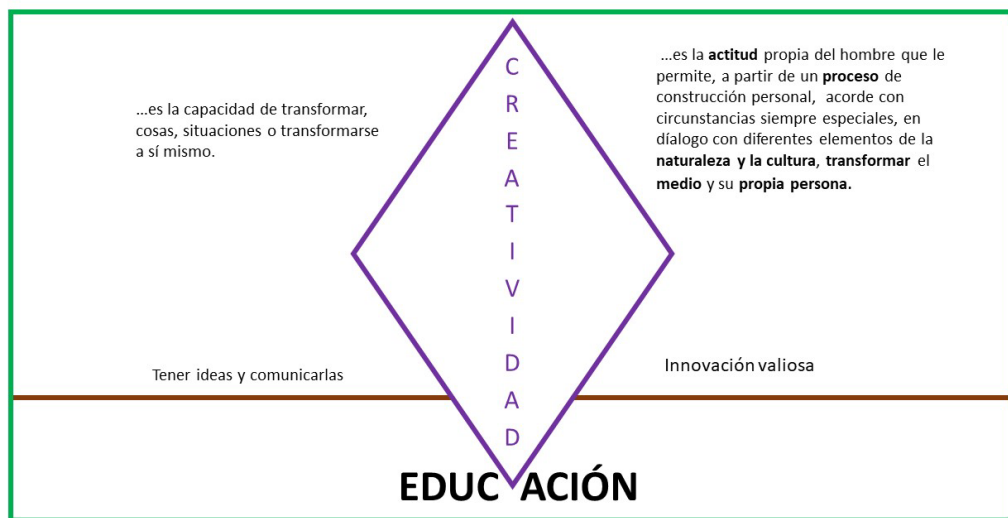 ...es la capacidad de transformar,
cosas, situaciones o transformarse
a sí mismo.
CREATIVIDAD
...es la actitud propia del hombre que le
permite, a partir de un proceso de
construcción personal, acorde con
circunstancias siempre especiales, en
díalogo con diferentes elementos de la
naturaleza y la cultura, transformar el
medio y su propia persona.
Tener ideas y comunicarlas
Innovación valiosa
EDUC ACIÓN